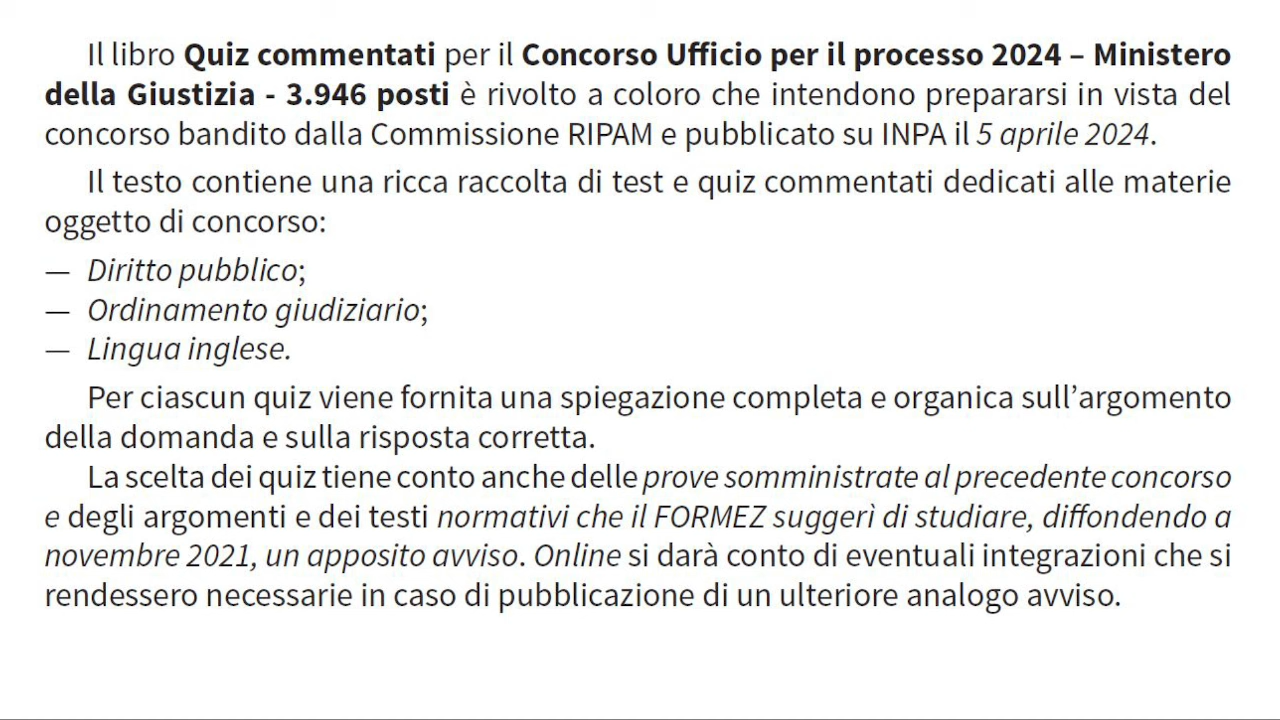 Il libro Quiz commentati per il Concorso Ufficio per il processo 2024 – Ministero
della Giustizia - 3.946 posti è rivolto a coloro che intendono prepararsi in vista del
concorso bandito dalla Commissione RIPAM e pubblicato su INPA il 5 aprile 2024.
Il testo contiene una ricca raccolta di test e quiz commentati dedicati alle materie
oggetto di concorso:
— Diritto pubblico;
— Ordinamento giudiziario;
— Lingua inglese.
Per ciascun quiz viene fornita una spiegazione completa e organica sull’argomento
della domanda e sulla risposta corretta.
La scelta dei quiz tiene conto anche delle prove somministrate al precedente concorso
e degli argomenti e dei testi normativi che il FORMEZ suggerì di studiare, diffondendo a
novembre 2021, un apposito avviso. Online si darà conto di eventuali integrazioni che si
rendessero necessarie in caso di pubblicazione di un ulteriore analogo avviso.